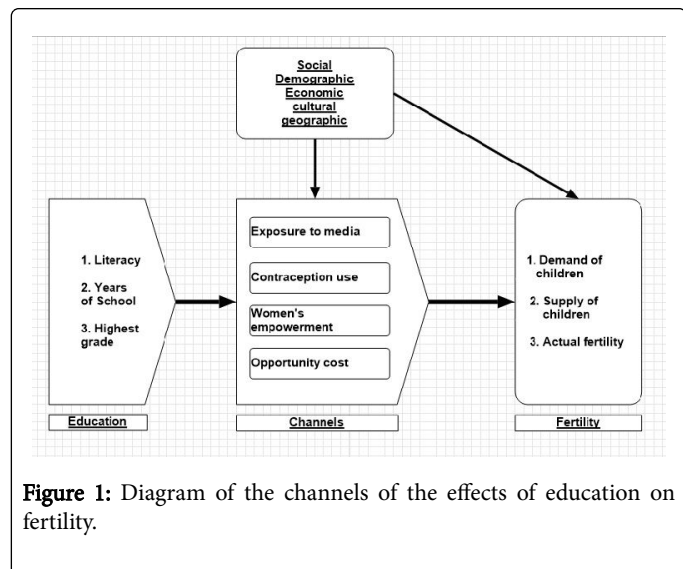 Social
Demographic
Economic
cultural
geographic
1. Literacy
2. Years
of School
3. Highest
grade
Education
Exposure to media
Contraception use
Women's
empowerment
Opportunity cost
Channels
1. Demand of
children
2. Supply of
children
3. Actual fertility
Fertility
Figure 1: Diagram of the channels of the effects of education on
fertility.